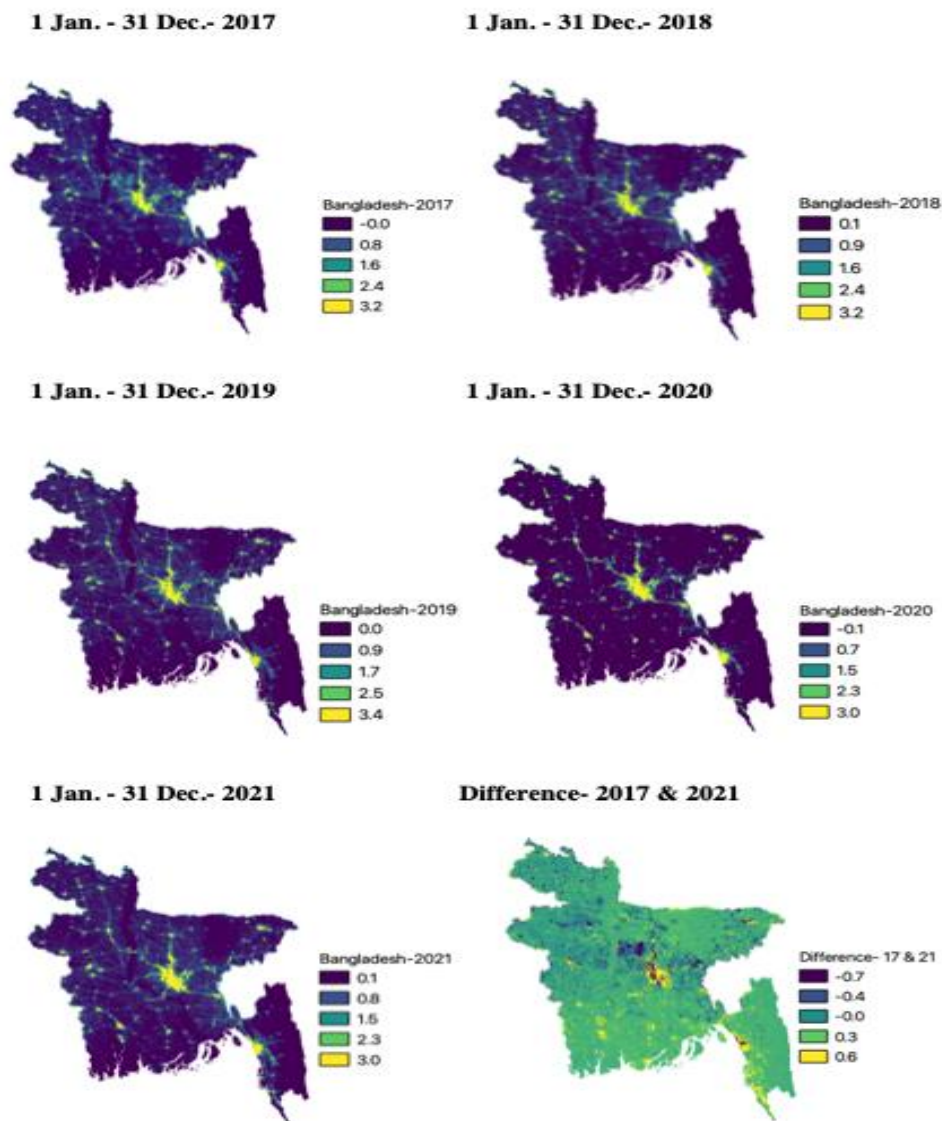 1 Jan. - 31 Dec.- 2017
1 Jan. - 31 Dec.- 2018
Bangladesh-2017
-0.0
0.8
1.6
2.4
3.2
Bangladesh-2018
0.1
0.9
1.6
2.4
3.2
1 Jan. - 31 Dec.- 2019
1 Jan. - 31 Dec.- 2020
Bangladesh-2019
0.0
0.9
1.7
2.5
3.4
Bangladesh-2020
-0.1
0.7
1.5
2.3
3.0
1 Jan. - 31 Dec.- 2021
Difference- 2017 & 2021
Bangladesh-2021
0.1
0.8
1.5
2.3
3.0
Difference- 17 & 21
-0.7
-0.4
-0.0
0.3
0.6